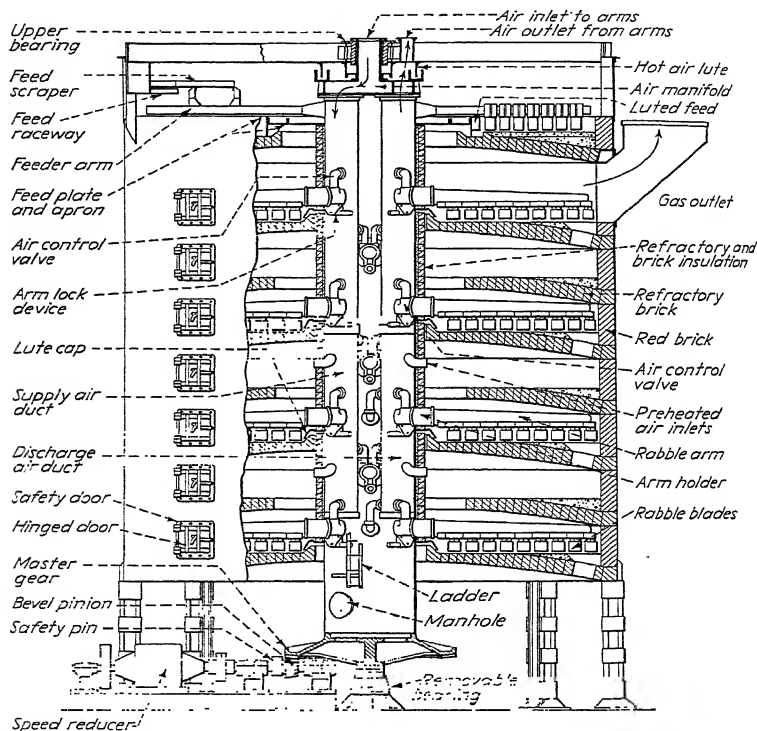 Air inlet to arms
Air outlet from arms
Upper
bearing
Feed
scraper
Feed
raceway
Feeder arm
Feed plate
and apron
Air control
valve
Arm lock
device
Lute cap
Supply air
duct
Discharge
air duct
Safety door
Hinged door
Master
gear
Bevel pinion
Safety pin
Speed reducer
Hot air lute
Air manifold
Luted feed
Gas outlet
Refractory and
brick insulation
Refractory
brick
Red brick
Air control
valve
Preheated
air inlets
Rabble arm
Arm holder
Rabble blades
Ladder
Manhole
Removable
bearing